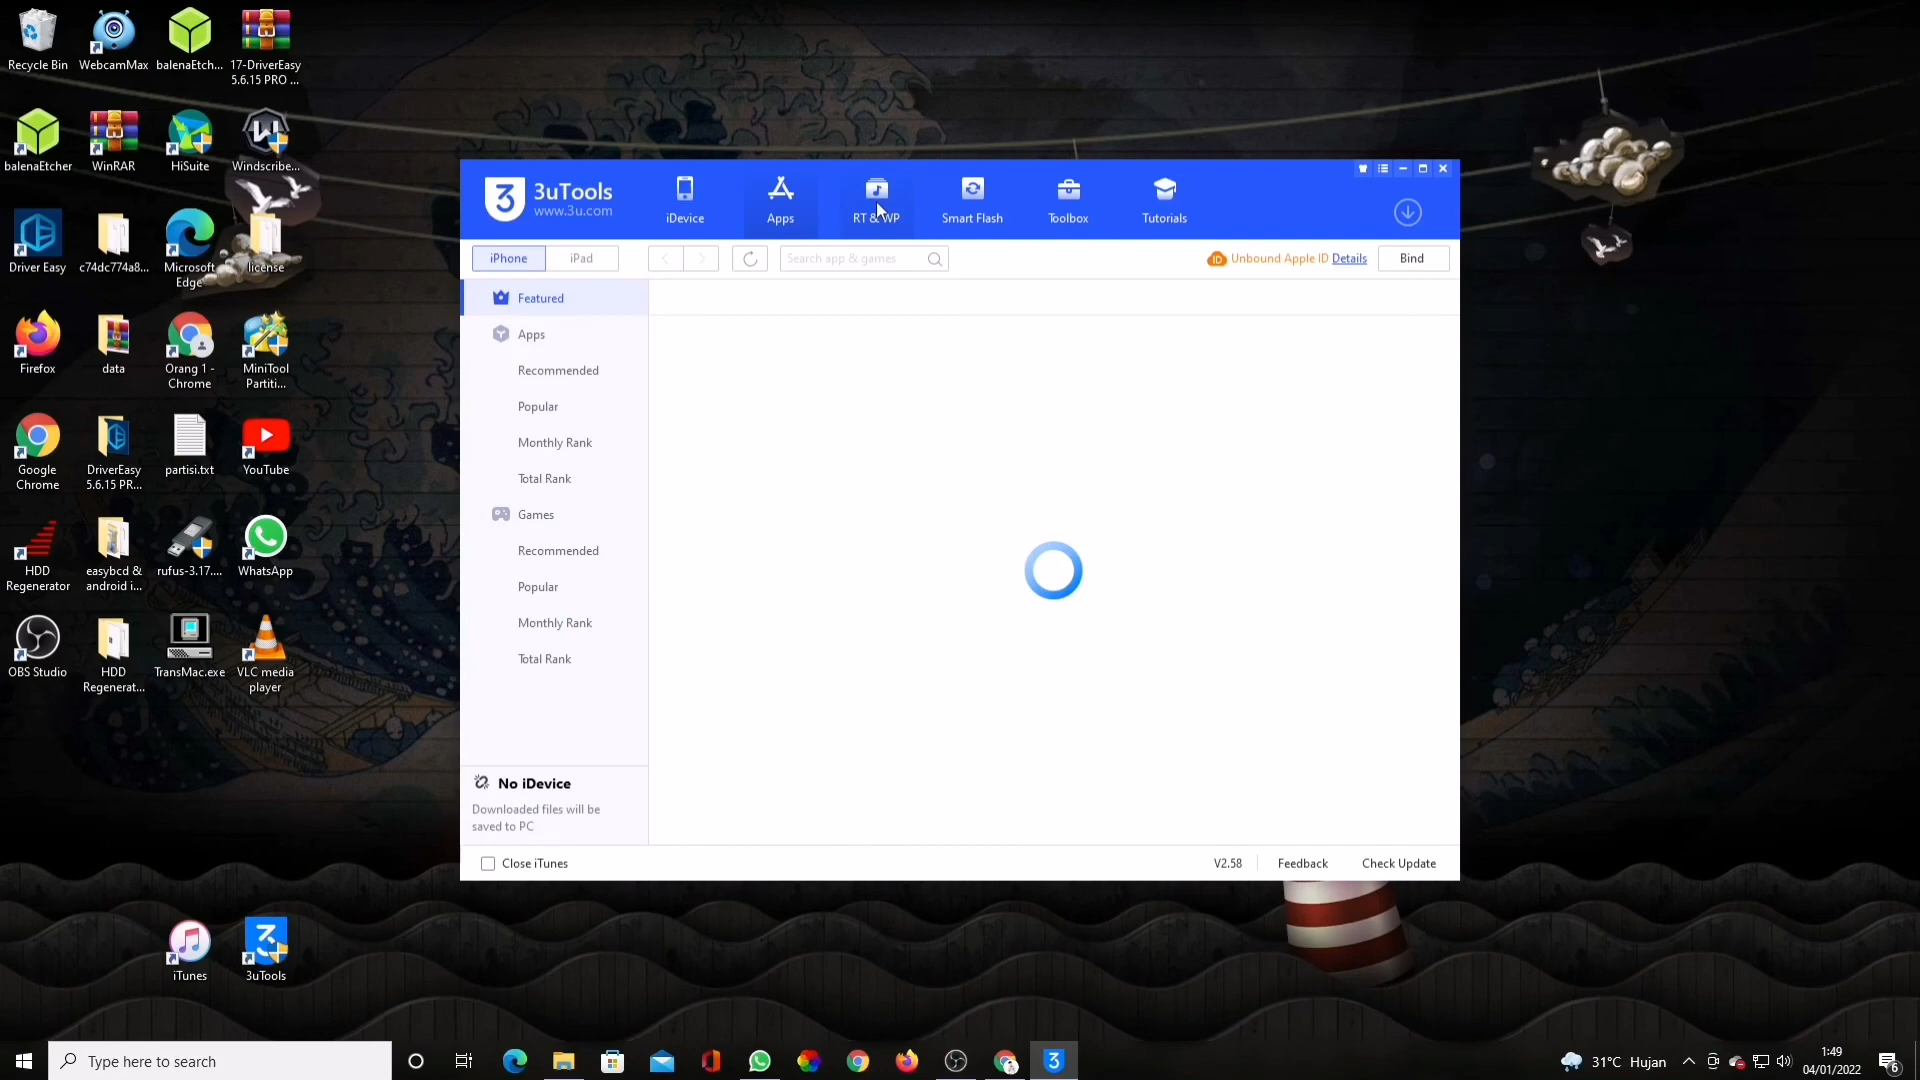 Recycle Bin
WebcamMax
balenaEtch...
17-DriverEasy
5.6.15 PRO ...
balenaEtcher
WinRAR
HiSuite
Windscribe...
Driver Easy
c74dc774a8...
Microsoft
Edge
license
Firefox
data
Orang 1 -
Chrome
MiniTool
Partiti...
Google
Chrome
DriverEasy
5.6.15 PR...
partisi.txt
YouTube
HDD
Regenerator
easybcd &
android i...
rufus-3.17....
WhatsApp
OBS Studio
HDD
Regenerat...
TransMac.exe
VLC media
player
iTunes
3uTools
3 3uTools
www.3u.com
iDevice
Apps
RT & WP
Smart Flash
Toolbox
Tutorials
iPhone
iPad
Search app & games
ID Unbound Apple ID Details
Bind
Featured
Apps
Recommended
Popular
Monthly Rank
Total Rank
Games
Recommended
Popular
Monthly Rank
Total Rank
No iDevice
Downloaded files will be
saved to PC
Close iTunes
V2.58
Feedback
Check Update
Type here to search
31°C Hujan
1:49
04/01/2022
6